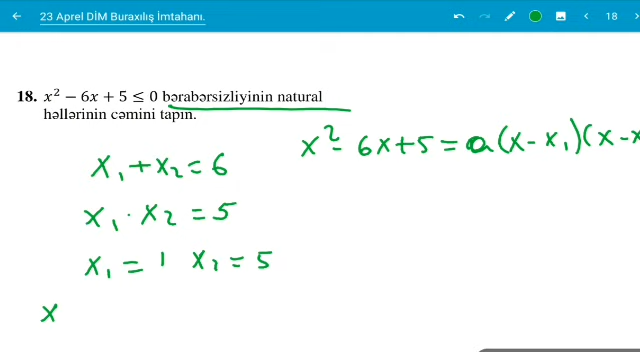 23 Aprel DİM Buraxılış İmtahanı.
18
18. x² − 6x + 5 ≤ 0 bərabərsizliyinin natural
həllərinin cəmini tapın.
x² − 6x + 5 = a(x − x₁)(x − x
x₁ + x₂ = 6
x₁ · x₂ = 5
x₁ = 1 x₂ = 5
x